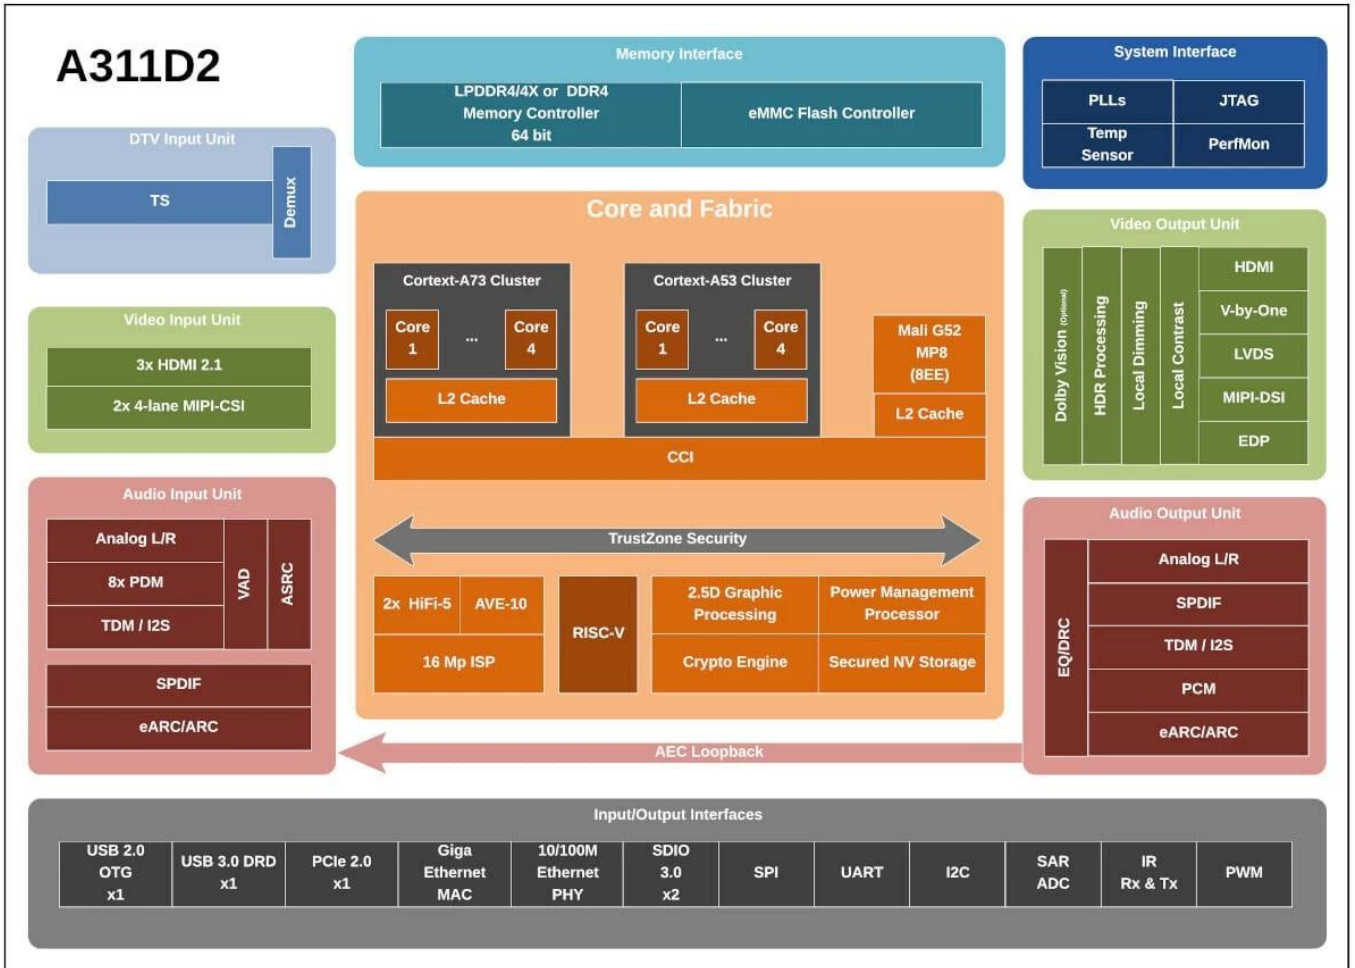 A311D2
Memory Interface
LPDDR4/4X or DDR4
Memory Controller
64 bit
eMMC Flash Controller
System Interface
PLLs
JTAG
Temp
Sensor
PerfMon
DTV Input Unit
TS
Demux
Video Input Unit
3x HDMI 2.1
2x 4-lane MIPI-CSI
Audio Input Unit
Analog L/R
8x PDM
TDM / I2S
VAD
ASRC
SPDIF
eARC/ARC
Core and Fabric
Cortext-A73 Cluster
Core
1
...
Core
4
L2 Cache
Cortext-A53 Cluster
Core
1
...
Core
4
L2 Cache
Mali G52
MP8
(8EE)
L2 Cache
CCI
TrustZone Security
2x HiFi-5
AVE-10
16 Mp ISP
RISC-V
2.5D Graphic
Processing
Power Management
Processor
Crypto Engine
Secured NV Storage
Video Output Unit
Dolby Vision (Optional)
HDR Processing
Local Dimming
Local Contrast
HDMI
V-by-One
LVDS
MIPI-DSI
EDP
Audio Output Unit
EQ/DRC
Analog L/R
SPDIF
TDM / I2S
PCM
eARC/ARC
AEC Loopback
Input/Output Interfaces
USB 2.0
OTG
x1
USB 3.0 DRD
x1
PCIe 2.0
x1
Giga
Ethernet
MAC
10/100M
Ethernet
PHY
SDIO
3.0
x2
SPI
UART
I2C
SAR
ADC
IR
Rx & Tx
PWM